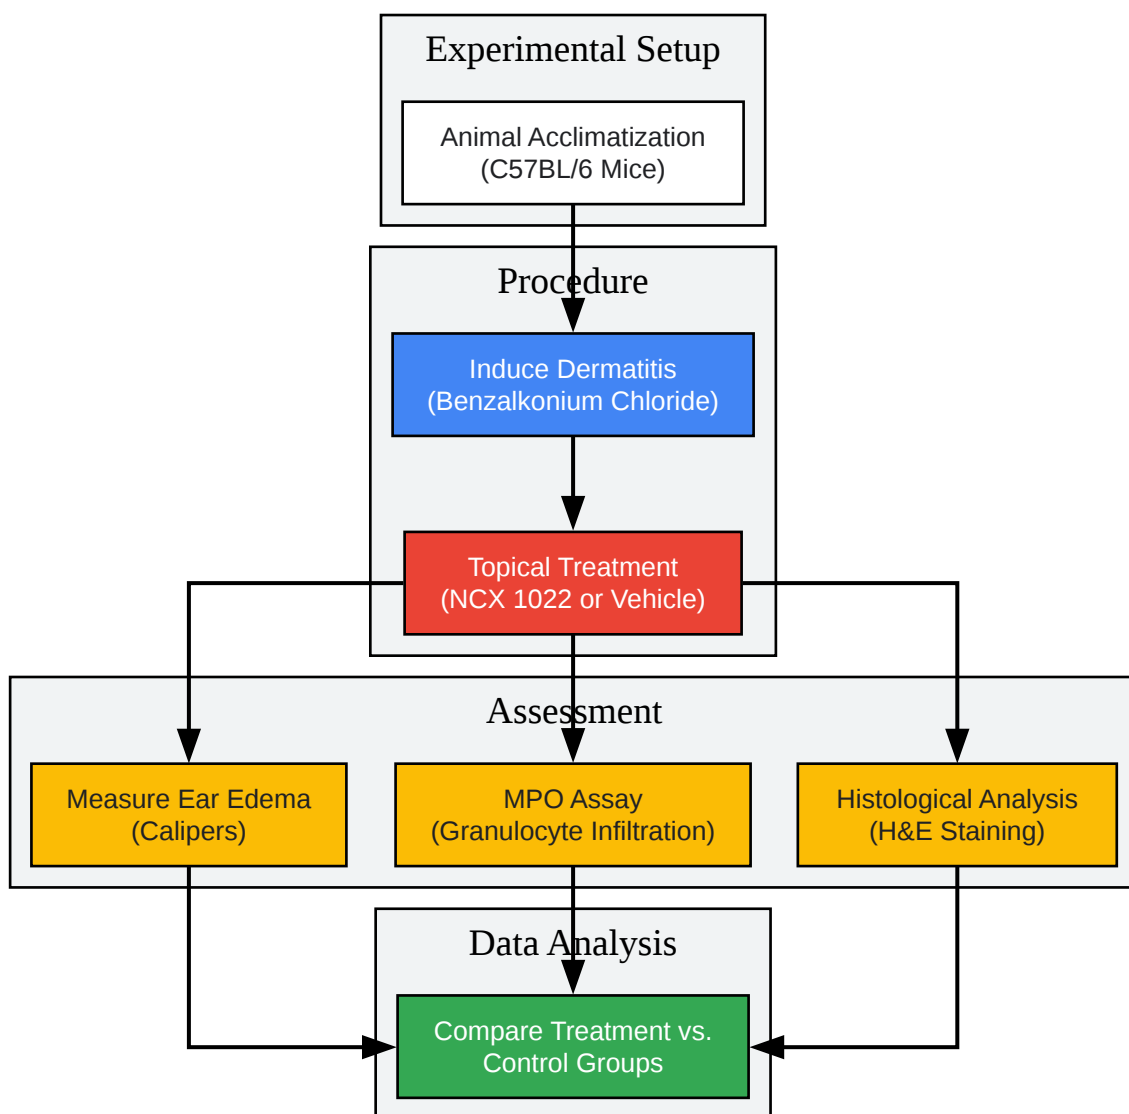 Experimental Setup
Animal Acclimatization
(C57BL/6 Mice)
Procedure
Induce Dermatitis
(Benzalkonium Chloride)
Topical Treatment
(NCX 1022 or Vehicle)
Assessment
Measure Ear Edema
(Calipers)
MPO Assay
(Granulocyte Infiltration)
Histological Analysis
(H&E Staining)
Data Analysis
Compare Treatment vs.
Control Groups